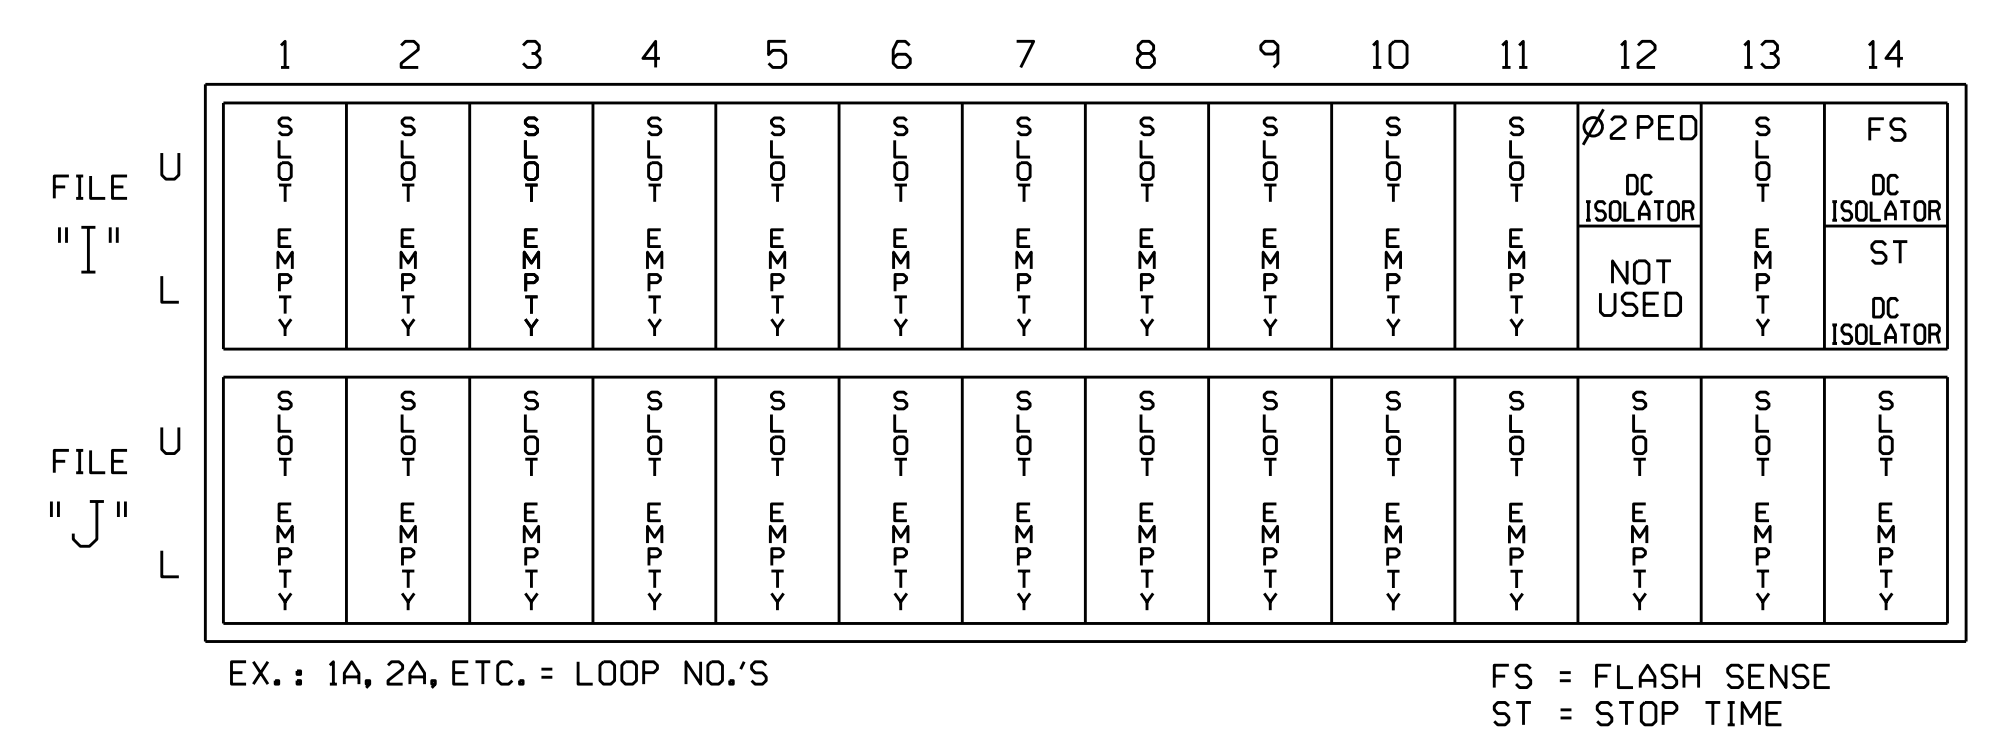 1 2 3 4 5 6 7 8 9 10 11 12 13 14
FILE "I"
U
L
SLOT EMPTY
SLOT EMPTY
SLOT EMPTY
SLOT EMPTY
SLOT EMPTY
SLOT EMPTY
SLOT EMPTY
SLOT EMPTY
SLOT EMPTY
SLOT EMPTY
SLOT EMPTY
Ø2 PED
DC
ISOLATOR
NOT
USED
SLOT EMPTY
FS
DC
ISOLATOR
ST
DC
ISOLATOR
FILE "J"
U
L
SLOT EMPTY
SLOT EMPTY
SLOT EMPTY
SLOT EMPTY
SLOT EMPTY
SLOT EMPTY
SLOT EMPTY
SLOT EMPTY
SLOT EMPTY
SLOT EMPTY
SLOT EMPTY
SLOT EMPTY
SLOT EMPTY
SLOT EMPTY
EX.: 1A, 2A, ETC. = LOOP NO.'S
FS = FLASH SENSE
ST = STOP TIME